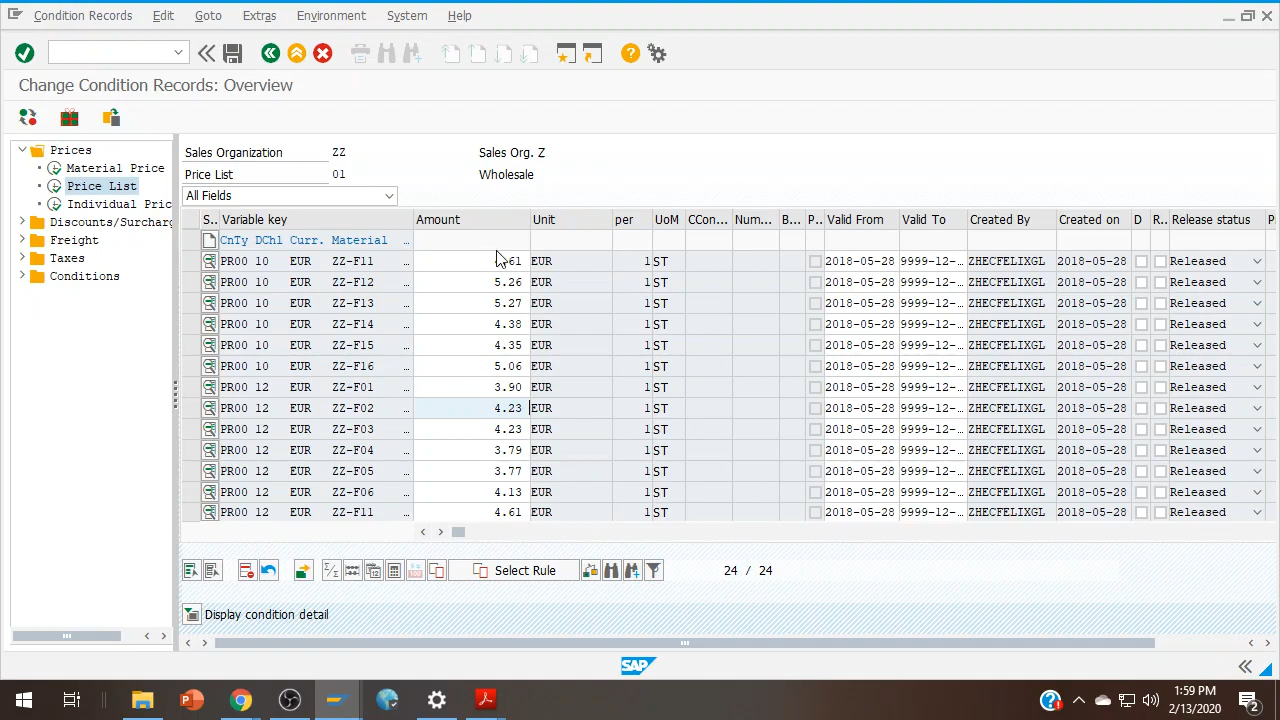 Condition Records Edit Goto Extras Environment System Help
Change Condition Records: Overview
Prices
Material Price
Price List
Individual Pric
Discounts/Surcharg
Freight
Taxes
Conditions
Sales Organization ZZ Sales Org. Z
Price List 01 Wholesale
All Fields
S.. Variable key Amount Unit per UoM CCon... Num... B... P.. Valid From Valid To Created By Created on D R.. Release status P
CnTy DChl Curr. Material …
PR00 10 EUR ZZ-F11 … 61 EUR 1 ST 2018-05-28 9999-12-… ZHECFELIXGL 2018-05-28 Released
PR00 10 EUR ZZ-F12 … 5.26 EUR 1 ST 2018-05-28 9999-12-… ZHECFELIXGL 2018-05-28 Released
PR00 10 EUR ZZ-F13 … 5.27 EUR 1 ST 2018-05-28 9999-12-… ZHECFELIXGL 2018-05-28 Released
PR00 10 EUR ZZ-F14 … 4.38 EUR 1 ST 2018-05-28 9999-12-… ZHECFELIXGL 2018-05-28 Released
PR00 10 EUR ZZ-F15 … 4.35 EUR 1 ST 2018-05-28 9999-12-… ZHECFELIXGL 2018-05-28 Released
PR00 10 EUR ZZ-F16 … 5.06 EUR 1 ST 2018-05-28 9999-12-… ZHECFELIXGL 2018-05-28 Released
PR00 12 EUR ZZ-F01 … 3.90 EUR 1 ST 2018-05-28 9999-12-… ZHECFELIXGL 2018-05-28 Released
PR00 12 EUR ZZ-F02 … 4.23 EUR 1 ST 2018-05-28 9999-12-… ZHECFELIXGL 2018-05-28 Released
PR00 12 EUR ZZ-F03 … 4.23 EUR 1 ST 2018-05-28 9999-12-… ZHECFELIXGL 2018-05-28 Released
PR00 12 EUR ZZ-F04 … 3.79 EUR 1 ST 2018-05-28 9999-12-… ZHECFELIXGL 2018-05-28 Released
PR00 12 EUR ZZ-F05 … 3.77 EUR 1 ST 2018-05-28 9999-12-… ZHECFELIXGL 2018-05-28 Released
PR00 12 EUR ZZ-F06 … 4.13 EUR 1 ST 2018-05-28 9999-12-… ZHECFELIXGL 2018-05-28 Released
PR00 12 EUR ZZ-F11 … 4.61 EUR 1 ST 2018-05-28 9999-12-… ZHECFELIXGL 2018-05-28 Released
Select Rule 24 / 24
Display condition detail
SAP
1:59 PM
2/13/2020
2